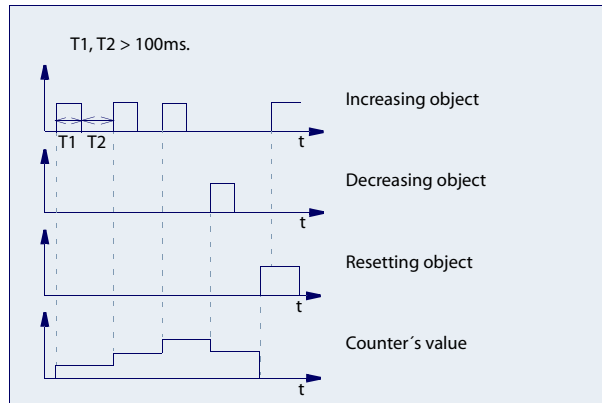 T1, T2 > 100ms.
Increasing object
T1 T2
t
Decreasing object
t
Resetting object
t
Counter´s value
t